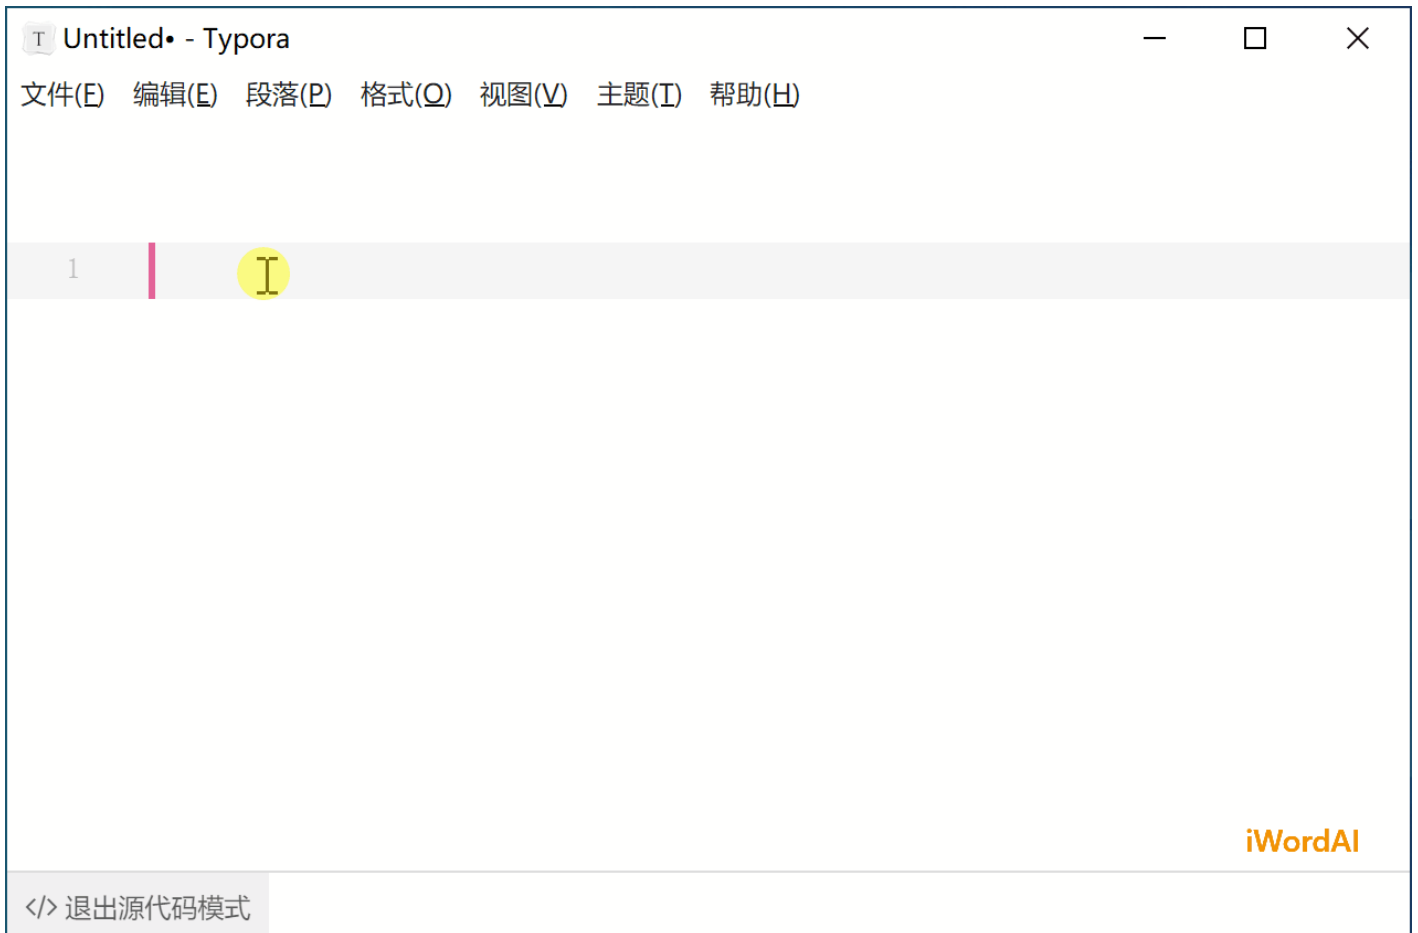 T Untitled• - Typora
文件(F) 编辑(E) 段落(P) 格式(O) 视图(V) 主题(T) 帮助(H)
1
iWordAI
</> 退出源代码模式